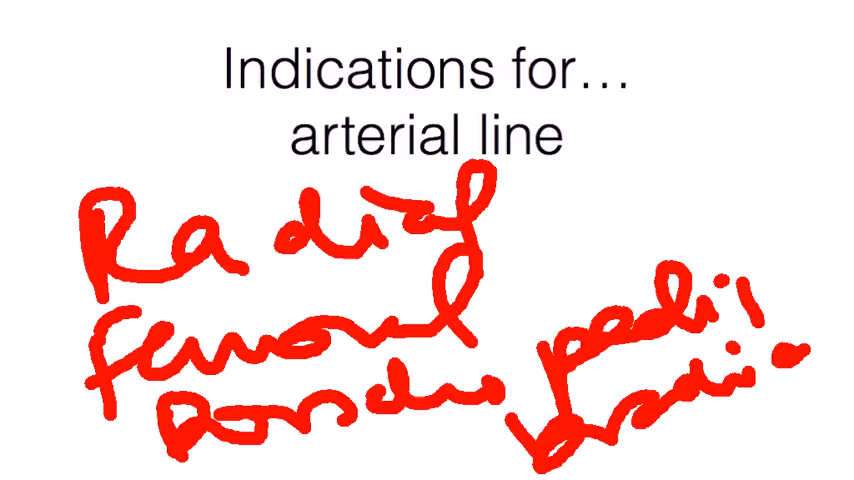 Indications for…
arterial line
Radial
femoral
Dorsalis pedis